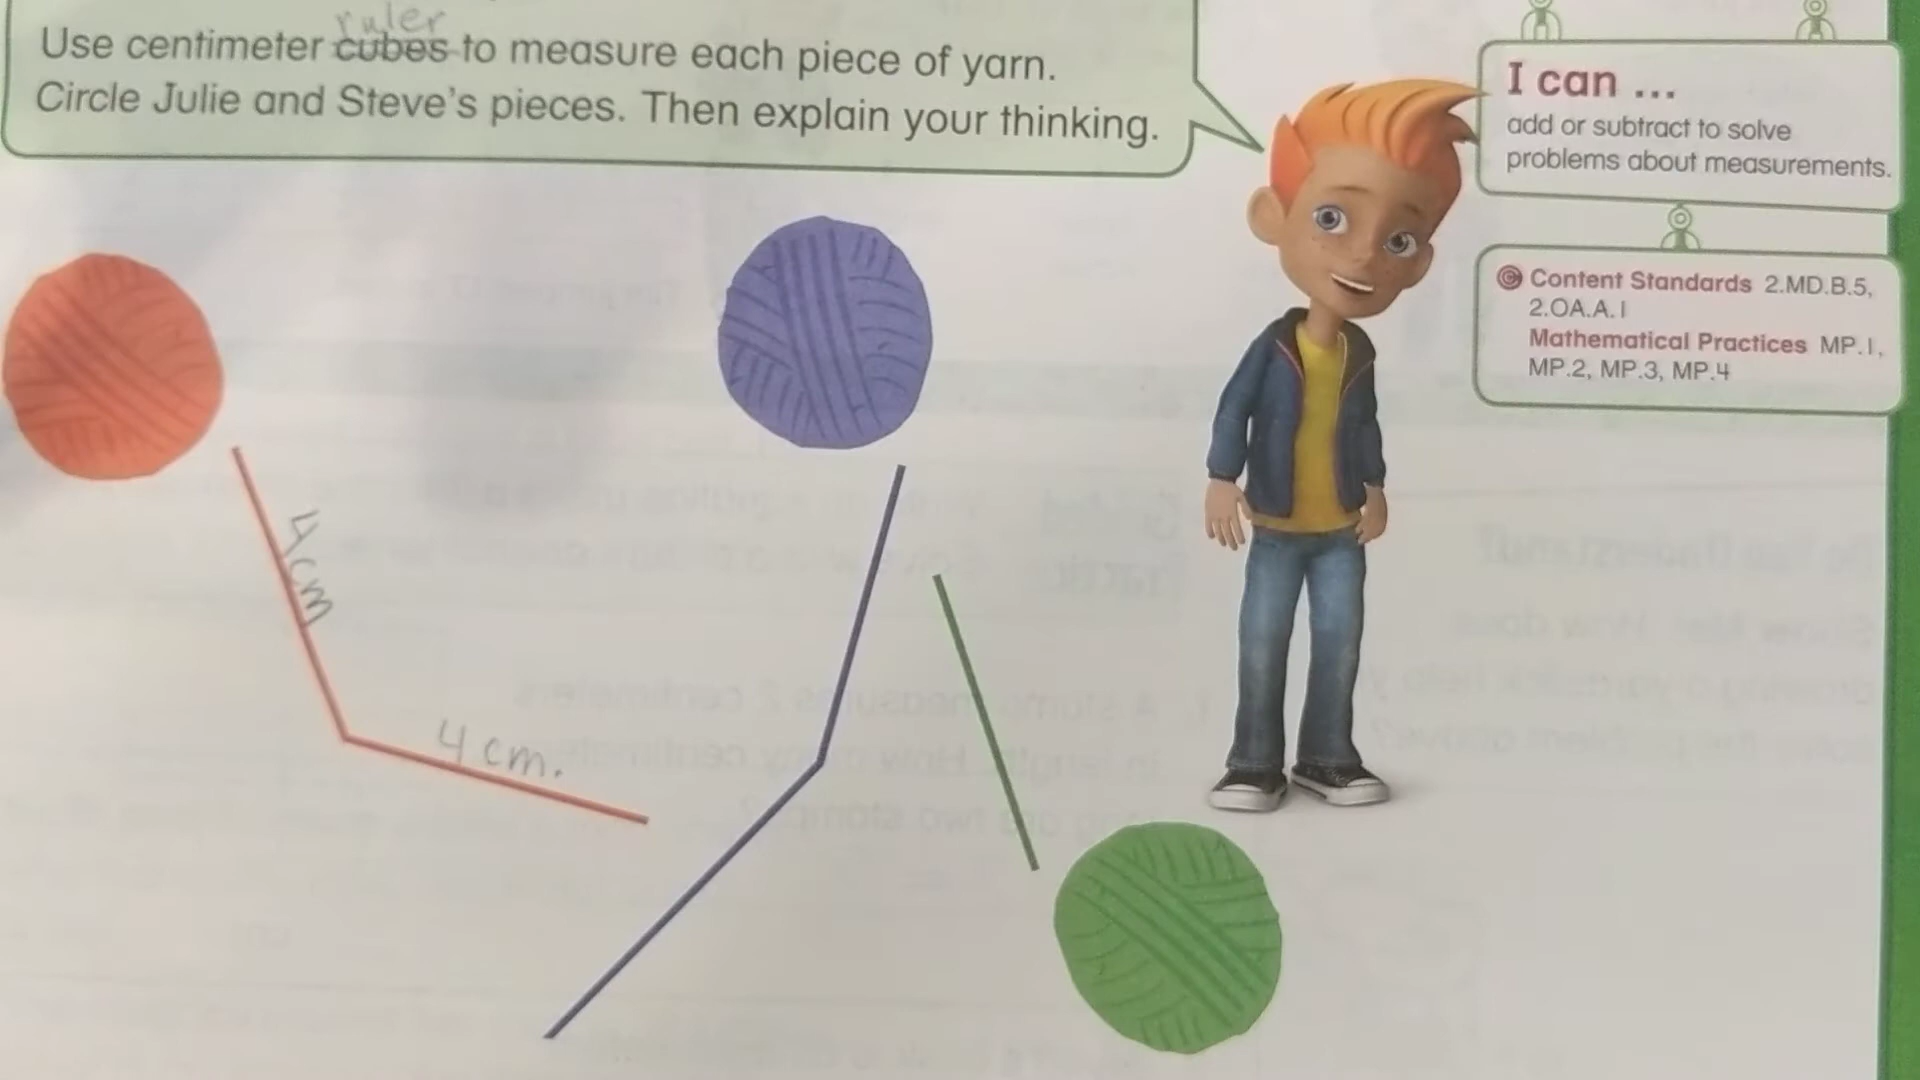 ruler
Use centimeter cubes to measure each piece of yarn.
Circle Julie and Steve's pieces. Then explain your thinking.
I can ...
add or subtract to solve
problems about measurements.
Content Standards 2.MD.B.5,
2.OA.A.1
Mathematical Practices MP.1,
MP.2, MP.3, MP.4
4cm
4 cm.